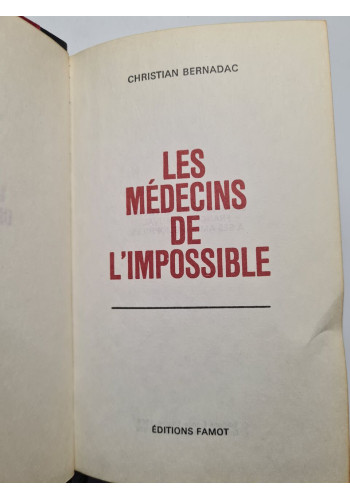 CHRISTIAN BERNADAC
LES
MÉDECINS
DE
L'IMPOSSIBLE
ÉDITIONS FAMOT